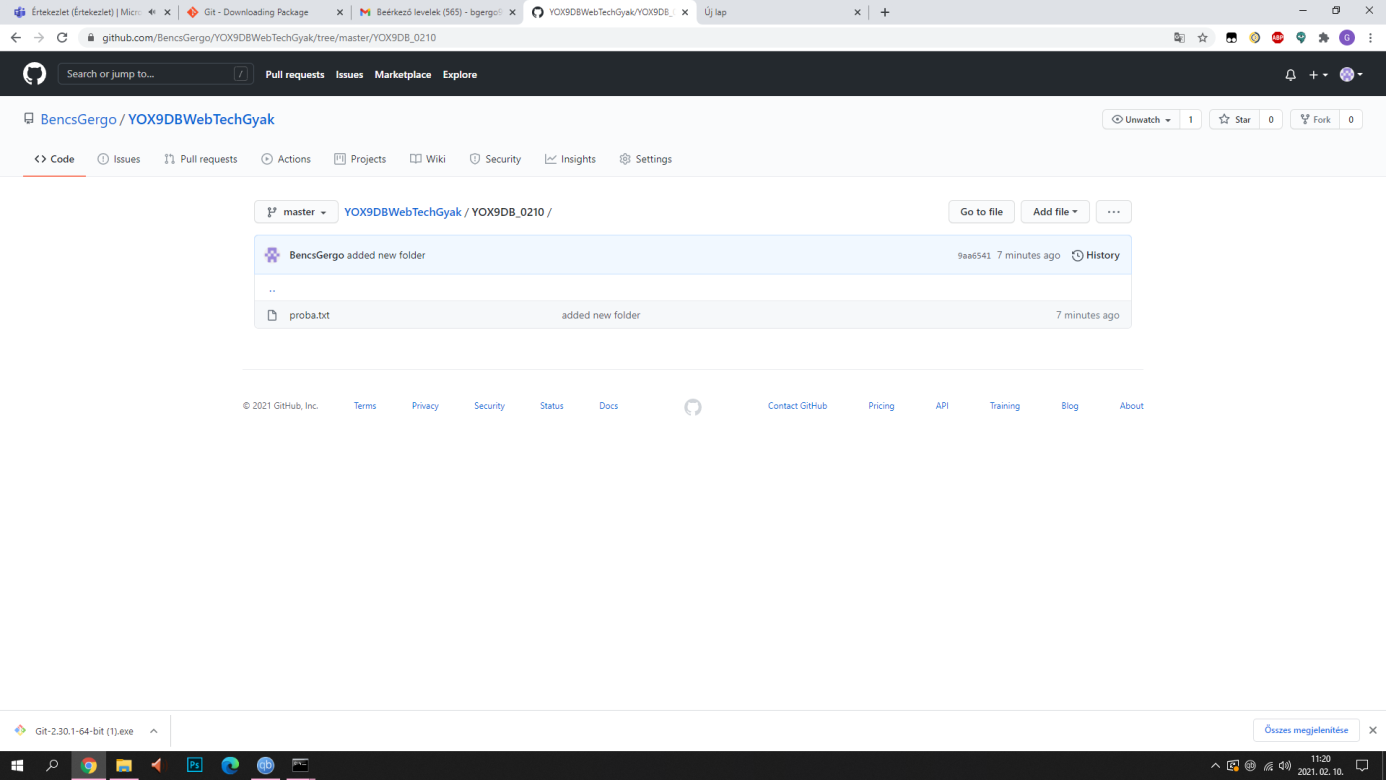 Értekezlet (Értekezlet) | Micro
Git - Downloading Package
Beérkező levelek (565) - bgergo9
YOX9DBWebTechGyak/YOX9DB_
Új lap
github.com/BencsGergo/YOX9DBWebTechGyak/tree/master/YOX9DB_0210
ABP
G
Search or jump to...
/
Pull requests
Issues
Marketplace
Explore
BencsGergo / YOX9DBWebTechGyak
Unwatch
1
Star
0
Fork
0
Code
Issues
Pull requests
Actions
Projects
Wiki
Security
Insights
Settings
master
YOX9DBWebTechGyak / YOX9DB_0210 /
Go to file
Add file
BencsGergo added new folder
9aa6541 7 minutes ago
History
..
proba.txt
added new folder
7 minutes ago
© 2021 GitHub, Inc.
Terms
Privacy
Security
Status
Docs
Contact GitHub
Pricing
API
Training
Blog
About
Git-2.30.1-64-bit (1).exe
Összes megjelenítése
Ps
qb
11:20
2021. 02. 10.